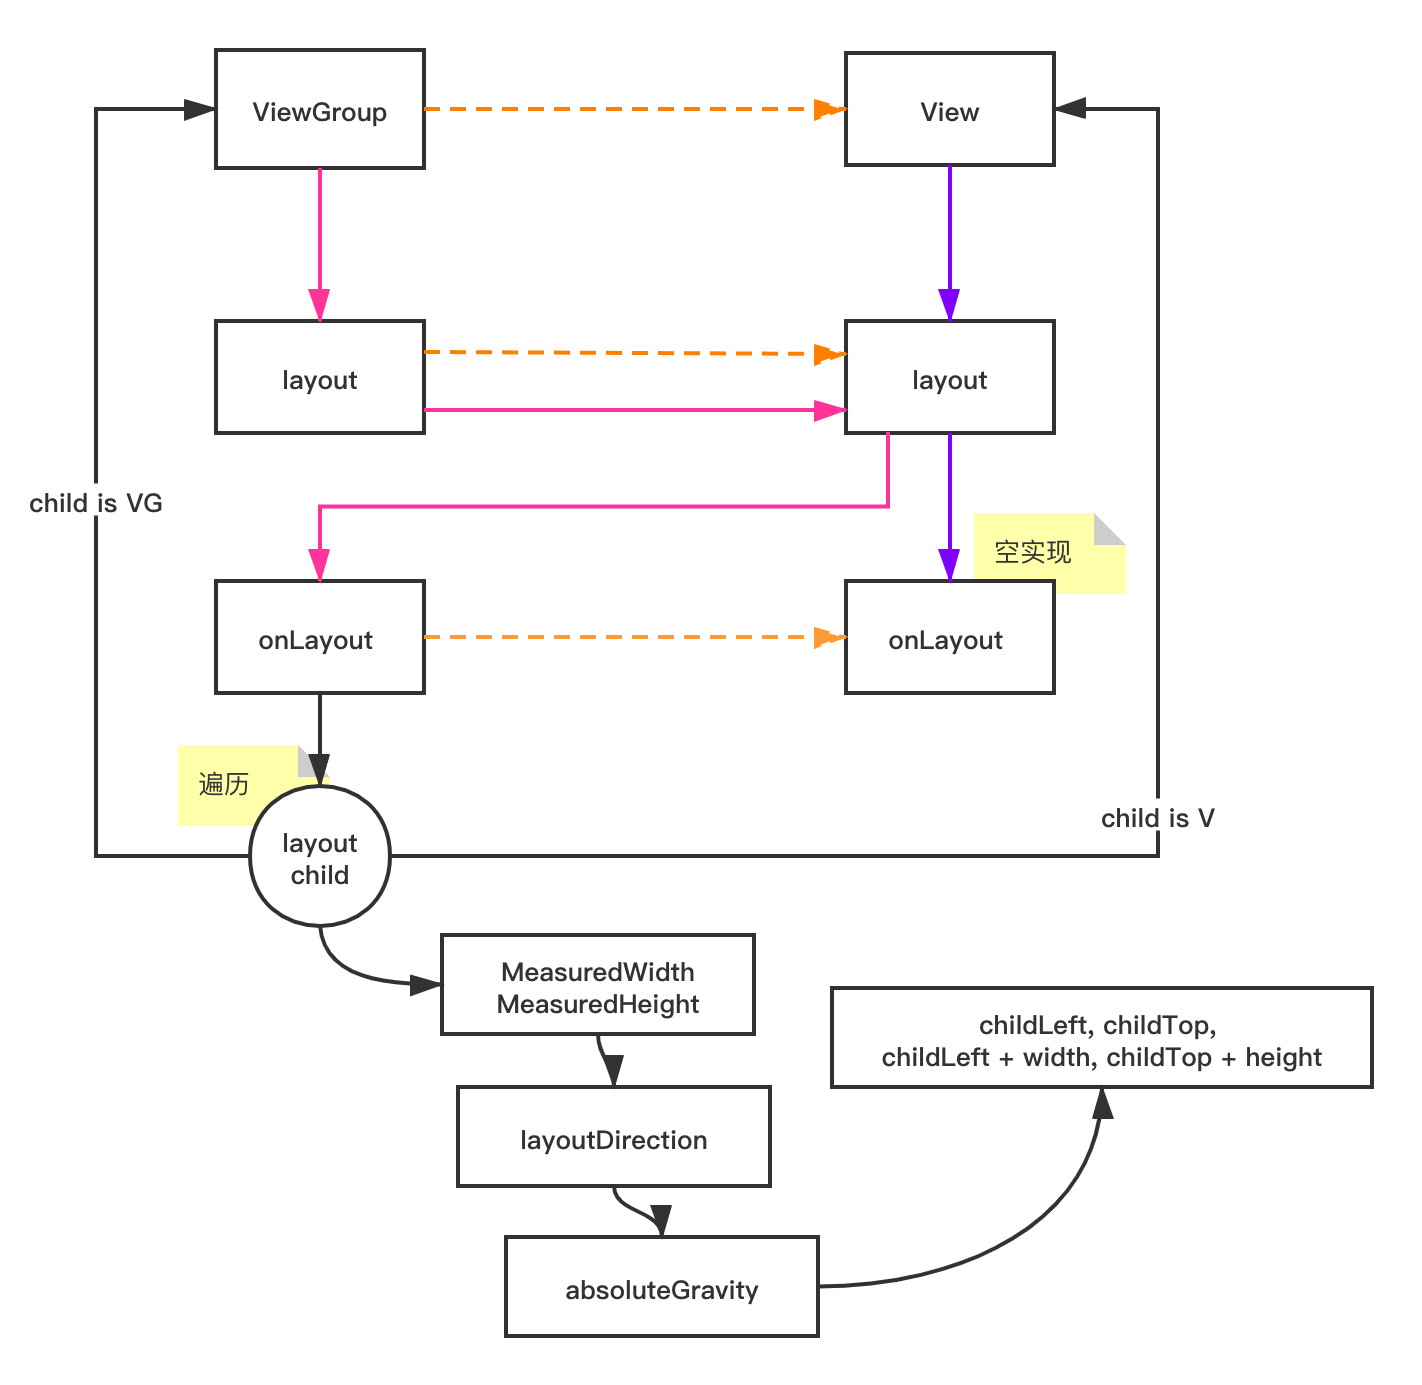 ViewGroup
View
layout
layout
child is VG
空实现
onLayout
onLayout
遍历
child is V
layout
child
MeasuredWidth
MeasuredHeight
childLeft, childTop,
childLeft + width, childTop + height
layoutDirection
absoluteGravity